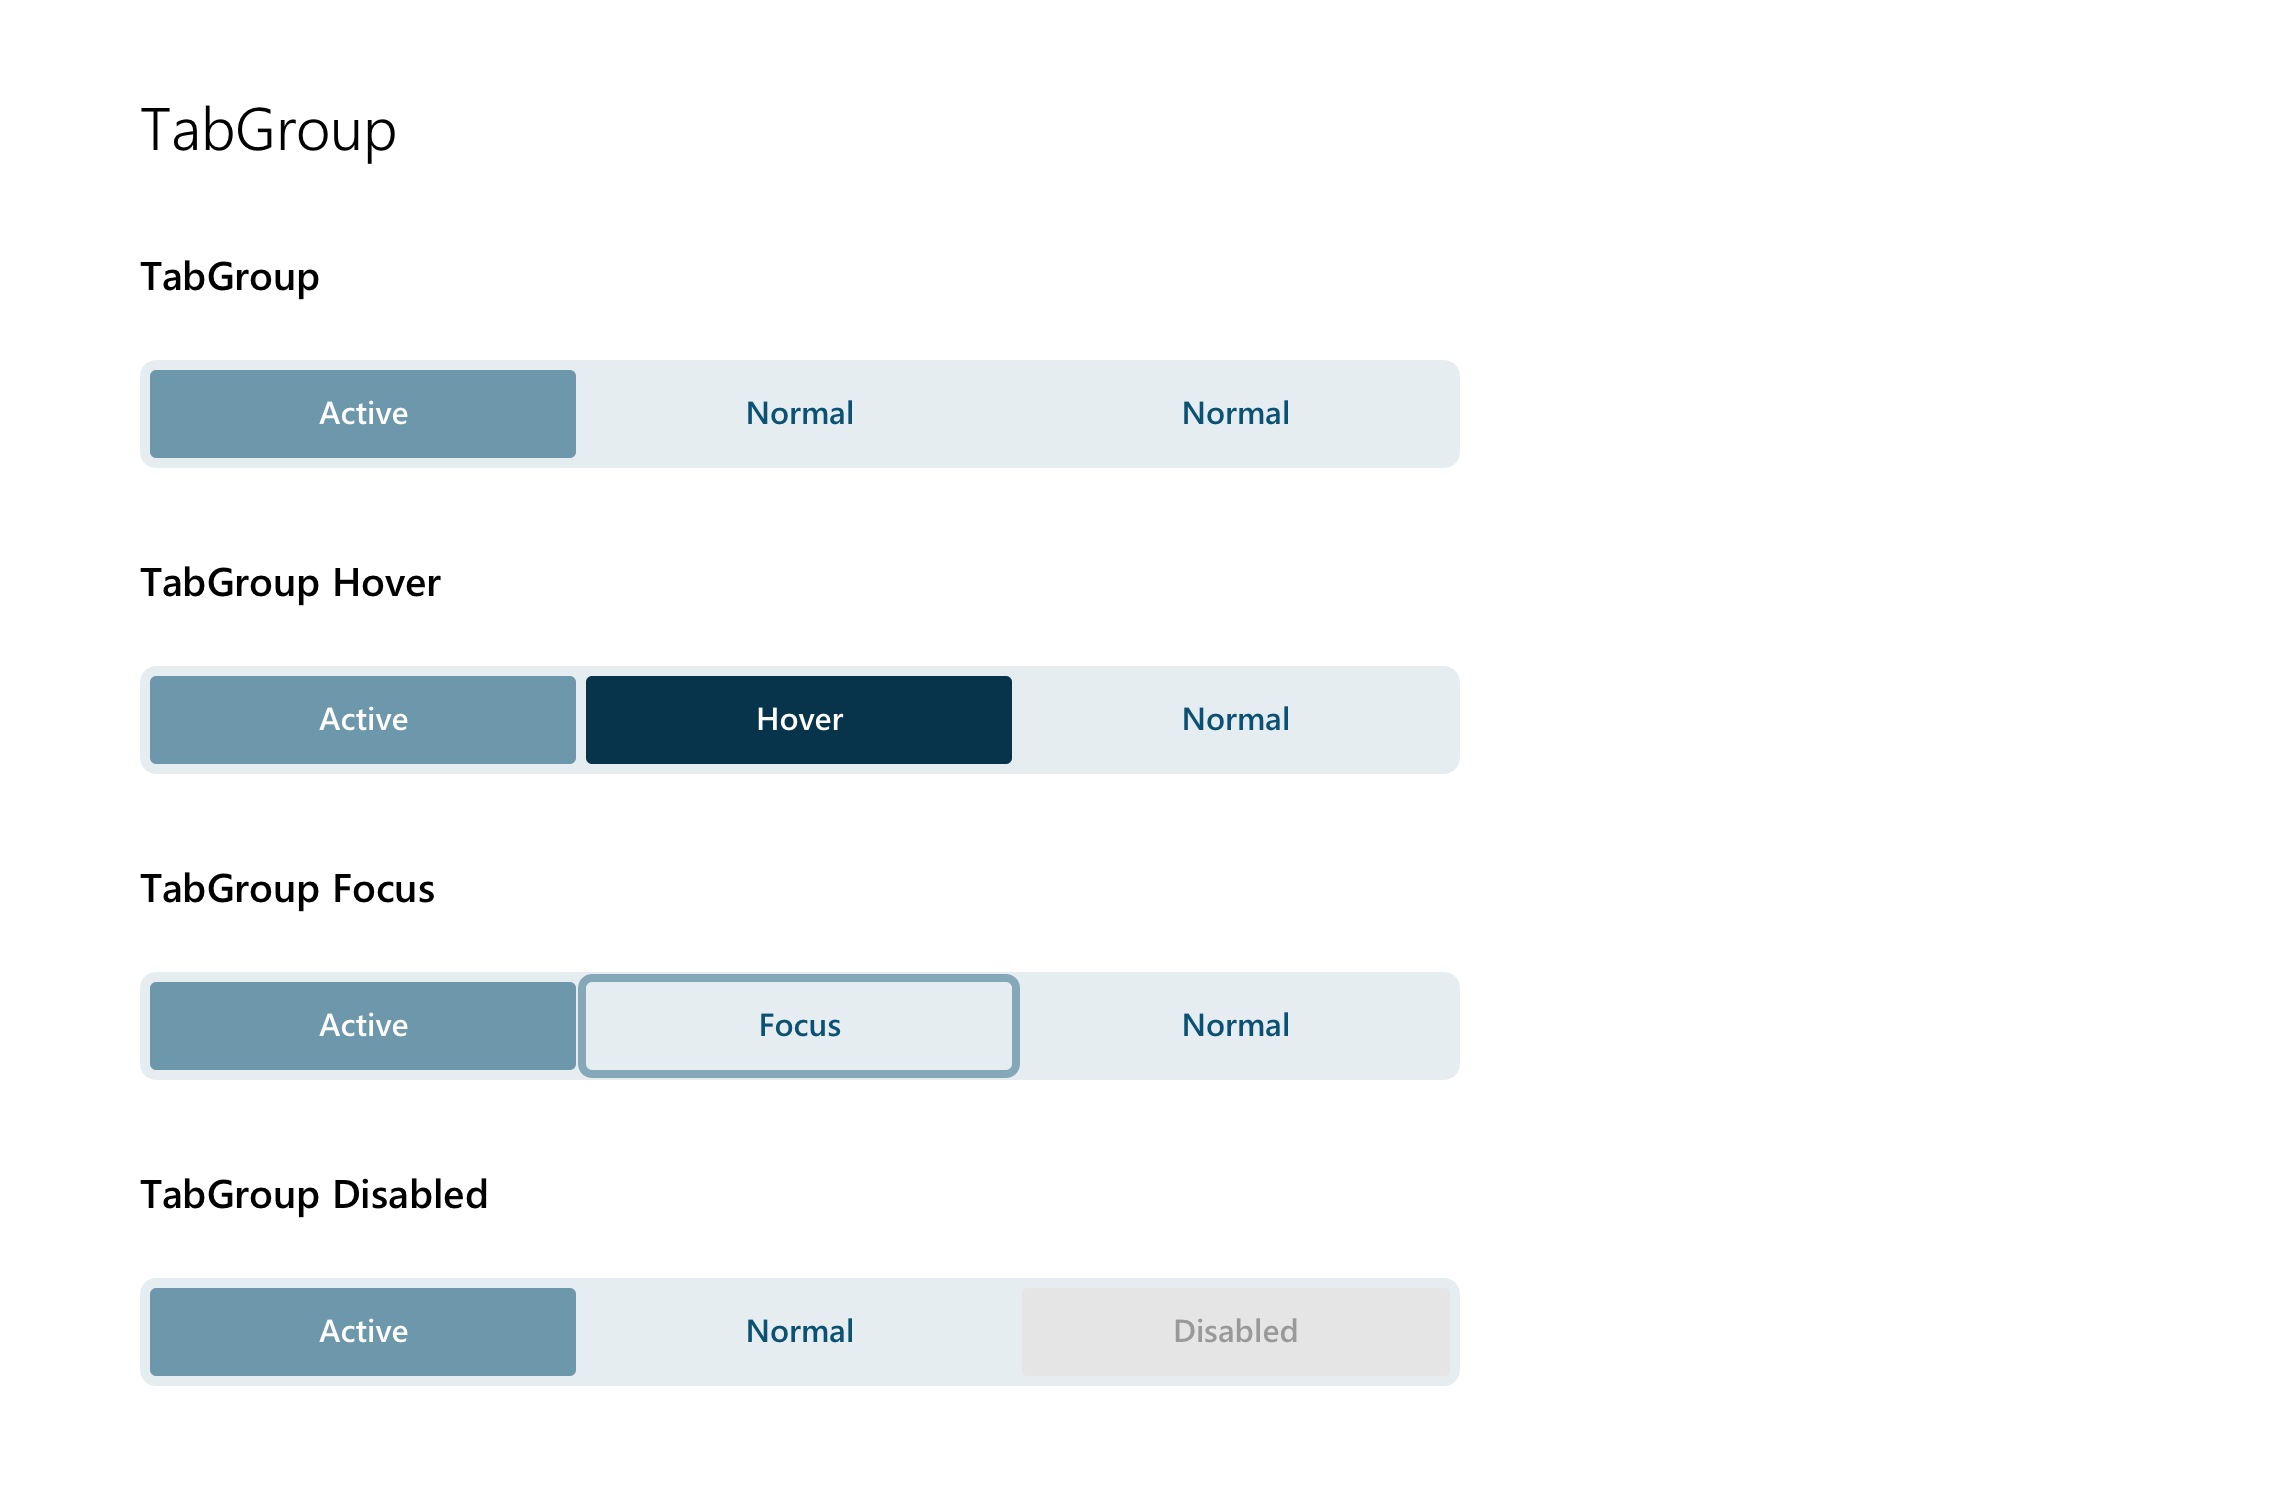 TabGroup
TabGroup
Active Normal Normal
TabGroup Hover
Active Hover Normal
TabGroup Focus
Active Focus Normal
TabGroup Disabled
Active Normal Disabled